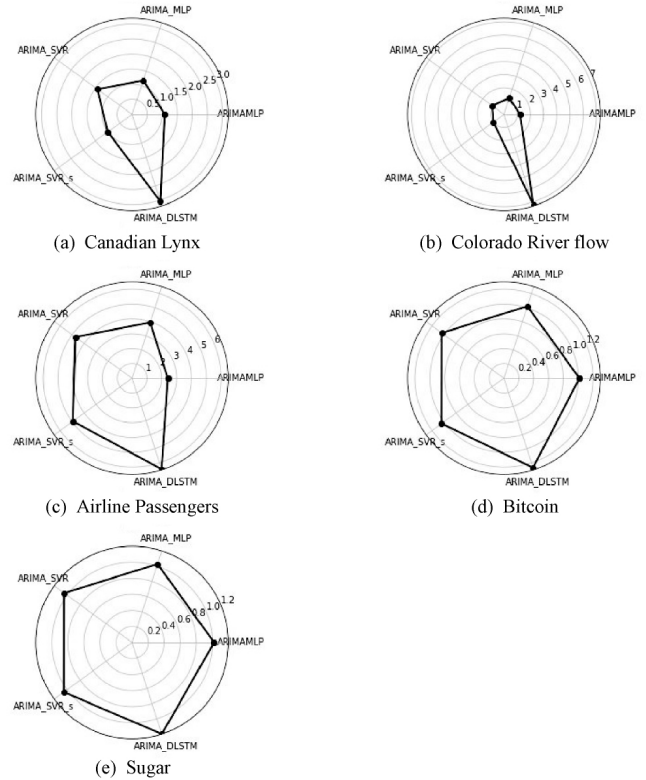 ARIMA_MLP
ARIMA_SVR
0.5 1.0 1.5 2.0 2.5 3.0
ARIMAMLP
ARIMA_SVR_s
ARIMA_DLSTM
(a) Canadian Lynx
ARIMA_MLP
ARIMA_SVR
1 2 3 4 5 6 7
ARIMAMLP
ARIMA_SVR_s
ARIMA_DLSTM
(b) Colorado River flow
ARIMA_MLP
ARIMA_SVR
1 2 3 4 5 6
ARIMAMLP
ARIMA_SVR_s
ARIMA_DLSTM
(c) Airline Passengers
ARIMA_MLP
ARIMA_SVR
0.2 0.4 0.6 0.8 1.0 1.2
ARIMAMLP
ARIMA_SVR_s
ARIMA_DLSTM
(d) Bitcoin
ARIMA_MLP
ARIMA_SVR
0.2 0.4 0.6 0.8 1.0 1.2
ARIMAMLP
ARIMA_SVR_s
ARIMA_DLSTM
(e) Sugar